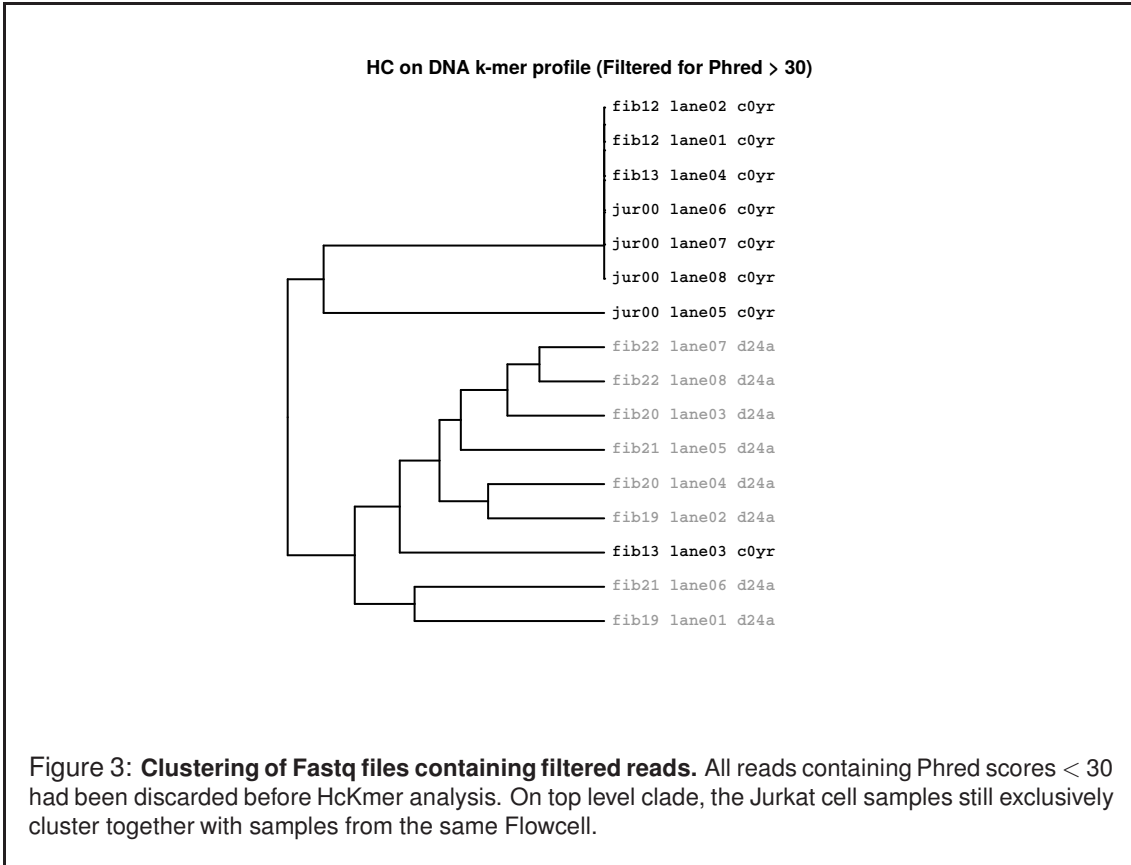 HC on DNA k-mer profile (Filtered for Phred > 30)
fib12 lane02 c0yr
fib12 lane01 c0yr
fib13 lane04 c0yr
jur00 lane06 c0yr
jur00 lane07 c0yr
jur00 lane08 c0yr
jur00 lane05 c0yr
fib22 lane07 d24a
fib22 lane08 d24a
fib20 lane03 d24a
fib21 lane05 d24a
fib20 lane04 d24a
fib19 lane02 d24a
fib13 lane03 c0yr
fib21 lane06 d24a
fib19 lane01 d24a
Figure 3: Clustering of Fastq files containing filtered reads. All reads containing Phred scores < 30
had been discarded before HcKmer analysis. On top level clade, the Jurkat cell samples still exclusively
cluster together with samples from the same Flowcell.